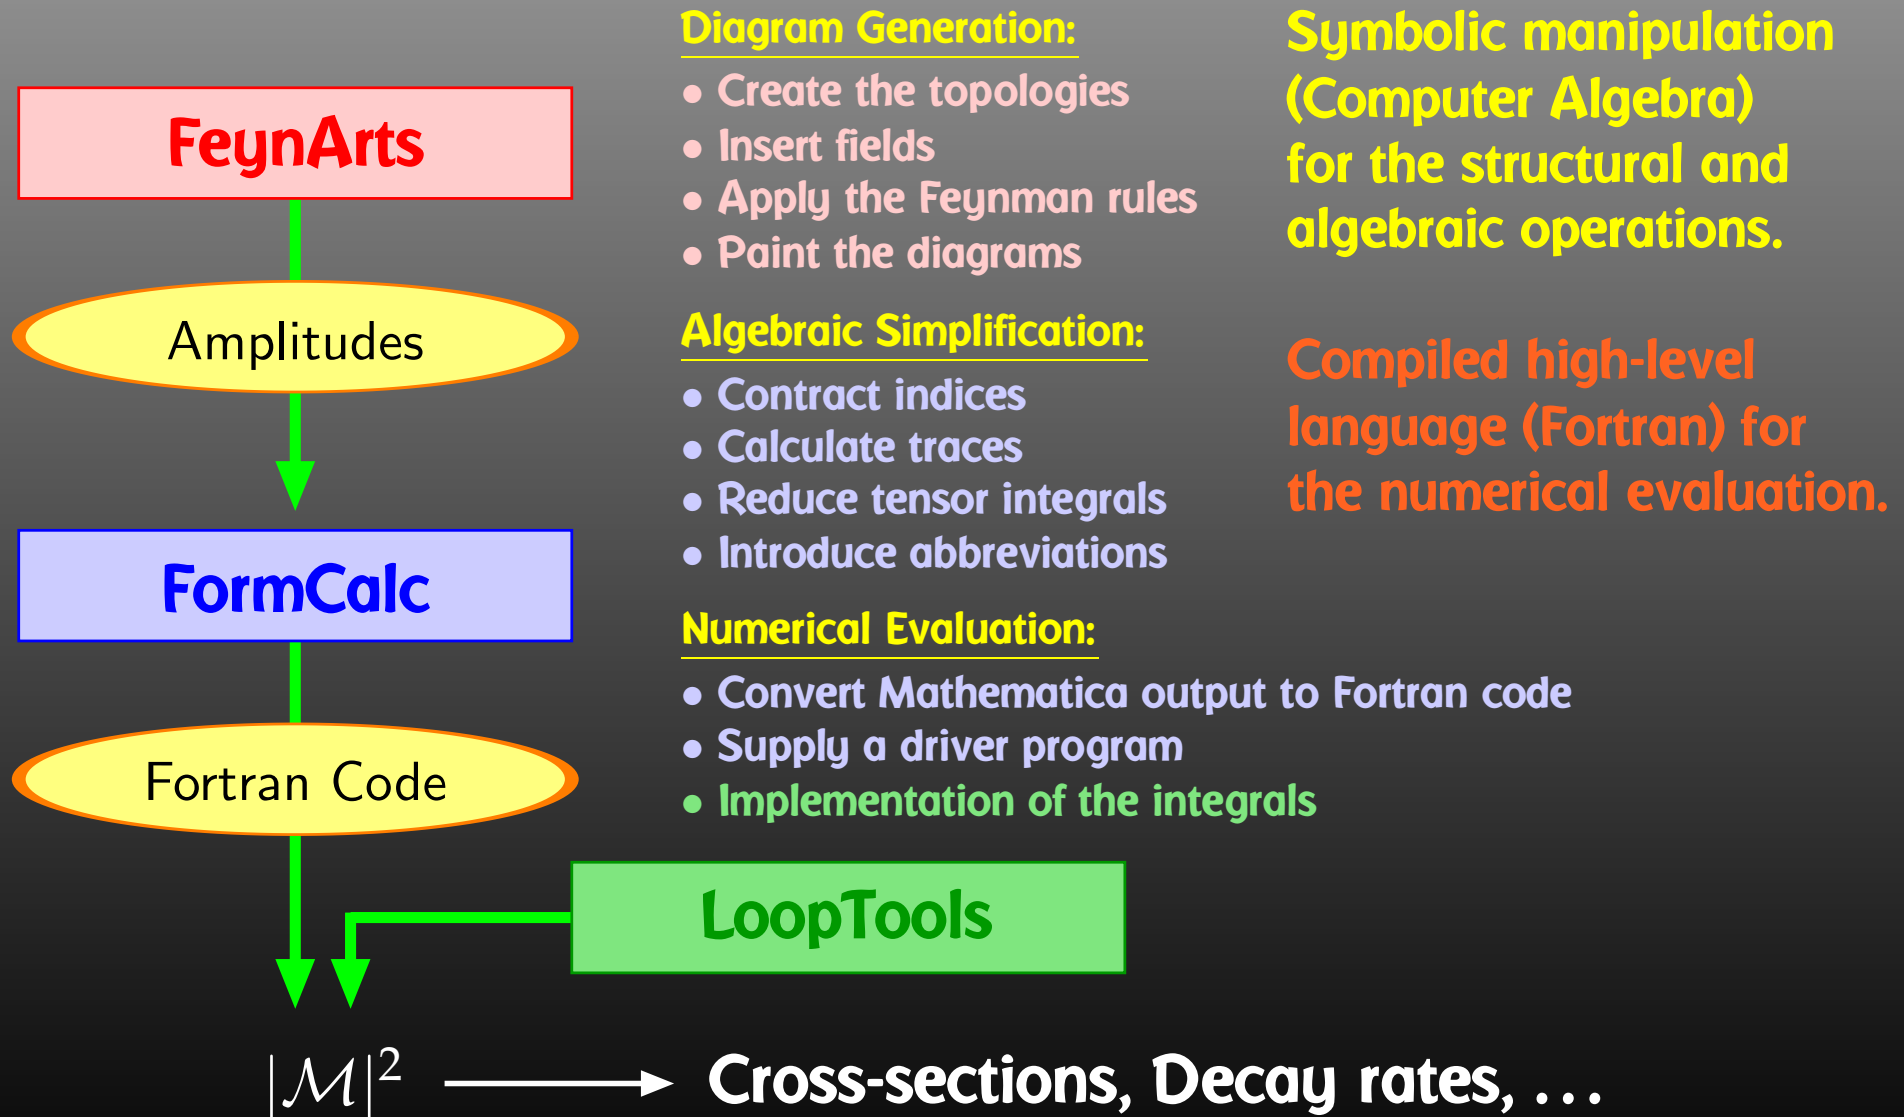 FeynArts
Amplitudes
FormCalc
Fortran Code
LoopTools
|M|²
Cross-sections, Decay rates, ...
Diagram Generation:
• Create the topologies
• Insert fields
• Apply the Feynman rules
• Paint the diagrams
Algebraic Simplification:
• Contract indices
• Calculate traces
• Reduce tensor integrals
• Introduce abbreviations
Numerical Evaluation:
• Convert Mathematica output to Fortran code
• Supply a driver program
• Implementation of the integrals
Symbolic manipulation
(Computer Algebra)
for the structural and
algebraic operations.
Compiled high-level
language (Fortran) for
the numerical evaluation.